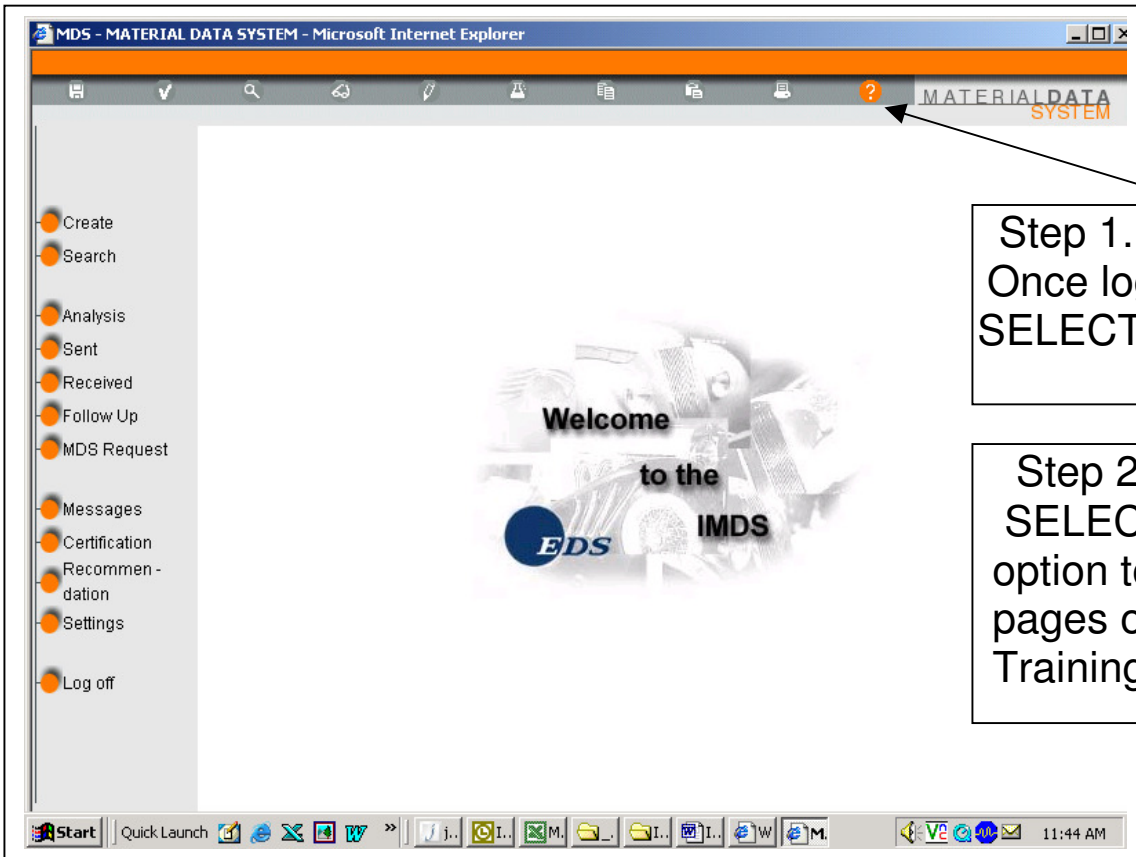 MDS - MATERIAL DATA SYSTEM - Microsoft Internet Explorer
MATERIALDATA
SYSTEM
Create
Search
Analysis
Sent
Received
Follow Up
MDS Request
Messages
Certification
Recommen -
dation
Settings
Log off
Welcome
to the
IMDS
EDS
Step 1.
Once lo
SELECT
Step 2
SELEC
option t
pages
Training
Start Quick Launch » j.. I.. M. _. I.. I.. W M. 11:44 AM